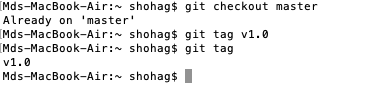 Mds-MacBook-Air:~ shohag$ git checkout master
Already on 'master'
Mds-MacBook-Air:~ shohag$ git tag v1.0
Mds-MacBook-Air:~ shohag$ git tag
v1.0
Mds-MacBook-Air:~ shohag$